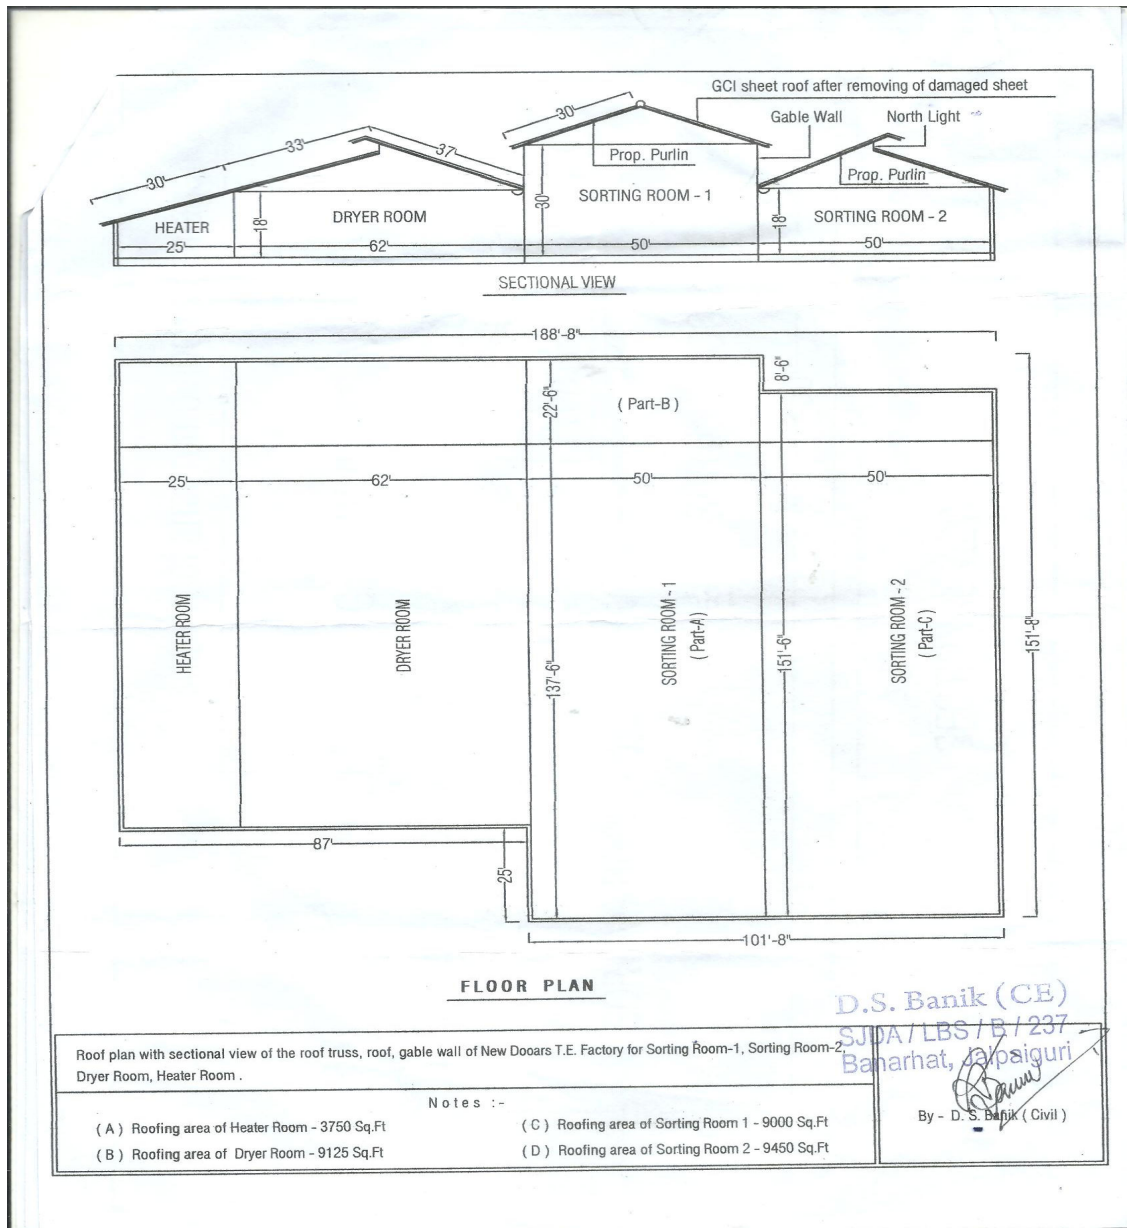 GCI sheet roof after removing of damaged sheet
Gable Wall
North Light
30'
33'
37'
30'
Prop. Purlin
Prop. Purlin
HEATER
DRYER ROOM
SORTING ROOM - 1
SORTING ROOM - 2
18'
30'
18'
25'
62'
50'
50'
SECTIONAL VIEW
188'-8"
8'-6"
22'-6"
( Part-B )
25'
62'
50'
50'
HEATER ROOM
DRYER ROOM
SORTING ROOM - 1
( Part-A )
SORTING ROOM - 2
( Part-C )
137'-6"
151'-6"
151'-8"
87'
25'
101'-8"
FLOOR PLAN
D.S. Banik (CE)
SJDA / LBS / B / 237
Banarhat, Jalpaiguri
Roof plan with sectional view of the roof truss, roof, gable wall of New Dooars T.E. Factory for Sorting Room-1, Sorting Room-2,
Dryer Room, Heater Room .
Notes :-
( A ) Roofing area of Heater Room - 3750 Sq.Ft
( B ) Roofing area of Dryer Room - 9125 Sq.Ft
( C ) Roofing area of Sorting Room 1 - 9000 Sq.Ft
( D ) Roofing area of Sorting Room 2 - 9450 Sq.Ft
By - D. S. Banik ( Civil )